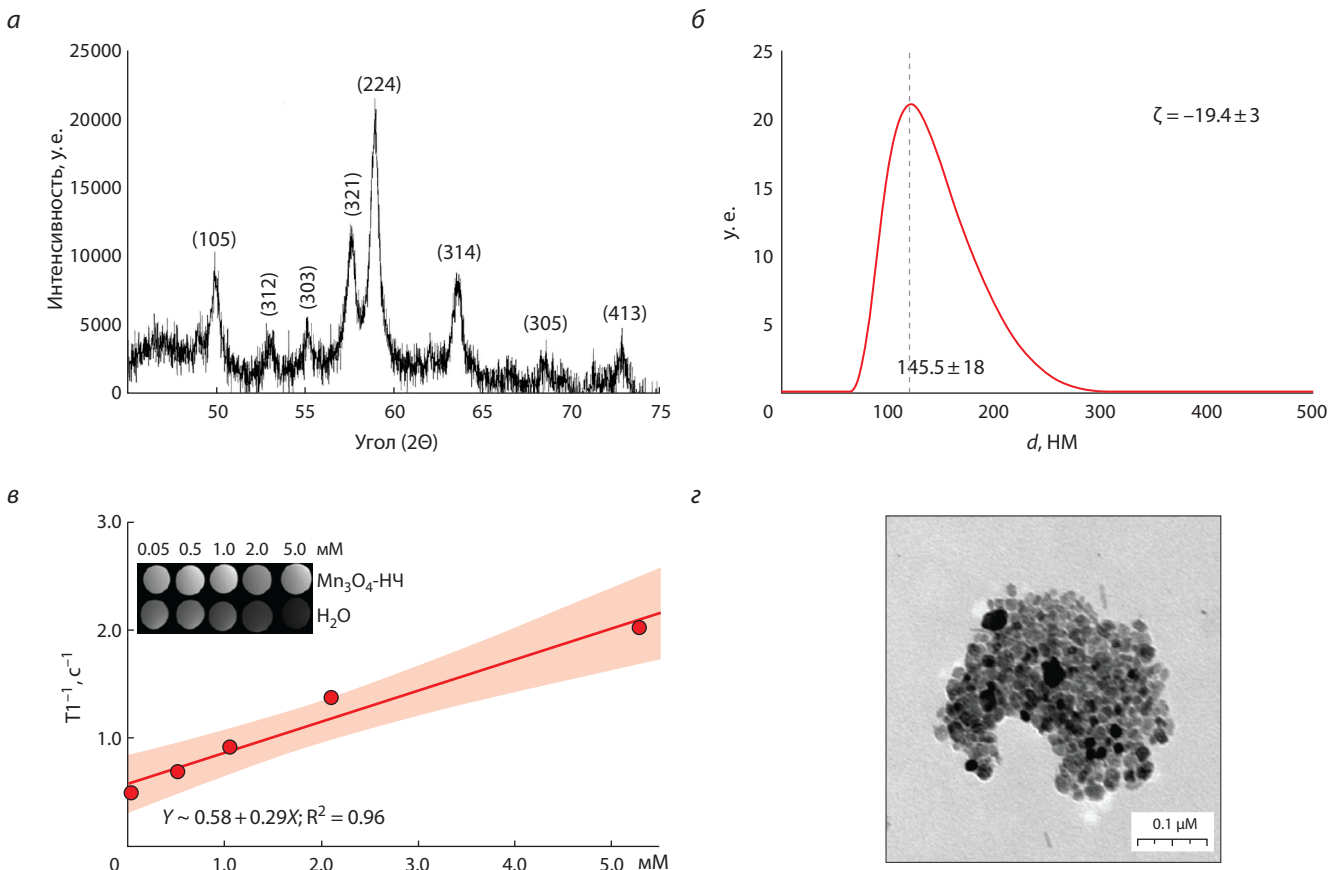 а
25000
20000
15000
10000
5000
0
Интенсивность, у. е.
(105)
(312)
(303)
(321)
(224)
(314)
(305)
(413)
50
55
60
65
70
75
Угол (2Θ)
б
25
20
15
10
5
0
у. е.
ζ = –19.4 ± 3
145.5 ± 18
100
200
300
400
500
d, НМ
в
3.0
2.0
1.0
T1⁻¹, с⁻¹
0.05 0.5 1.0 2.0 5.0 мМ
Mn₃O₄-НЧ
H₂O
Y ~ 0.58 + 0.29X; R² = 0.96
0 1.0 2.0 3.0 4.0 5.0 мМ
г
0.1 μM